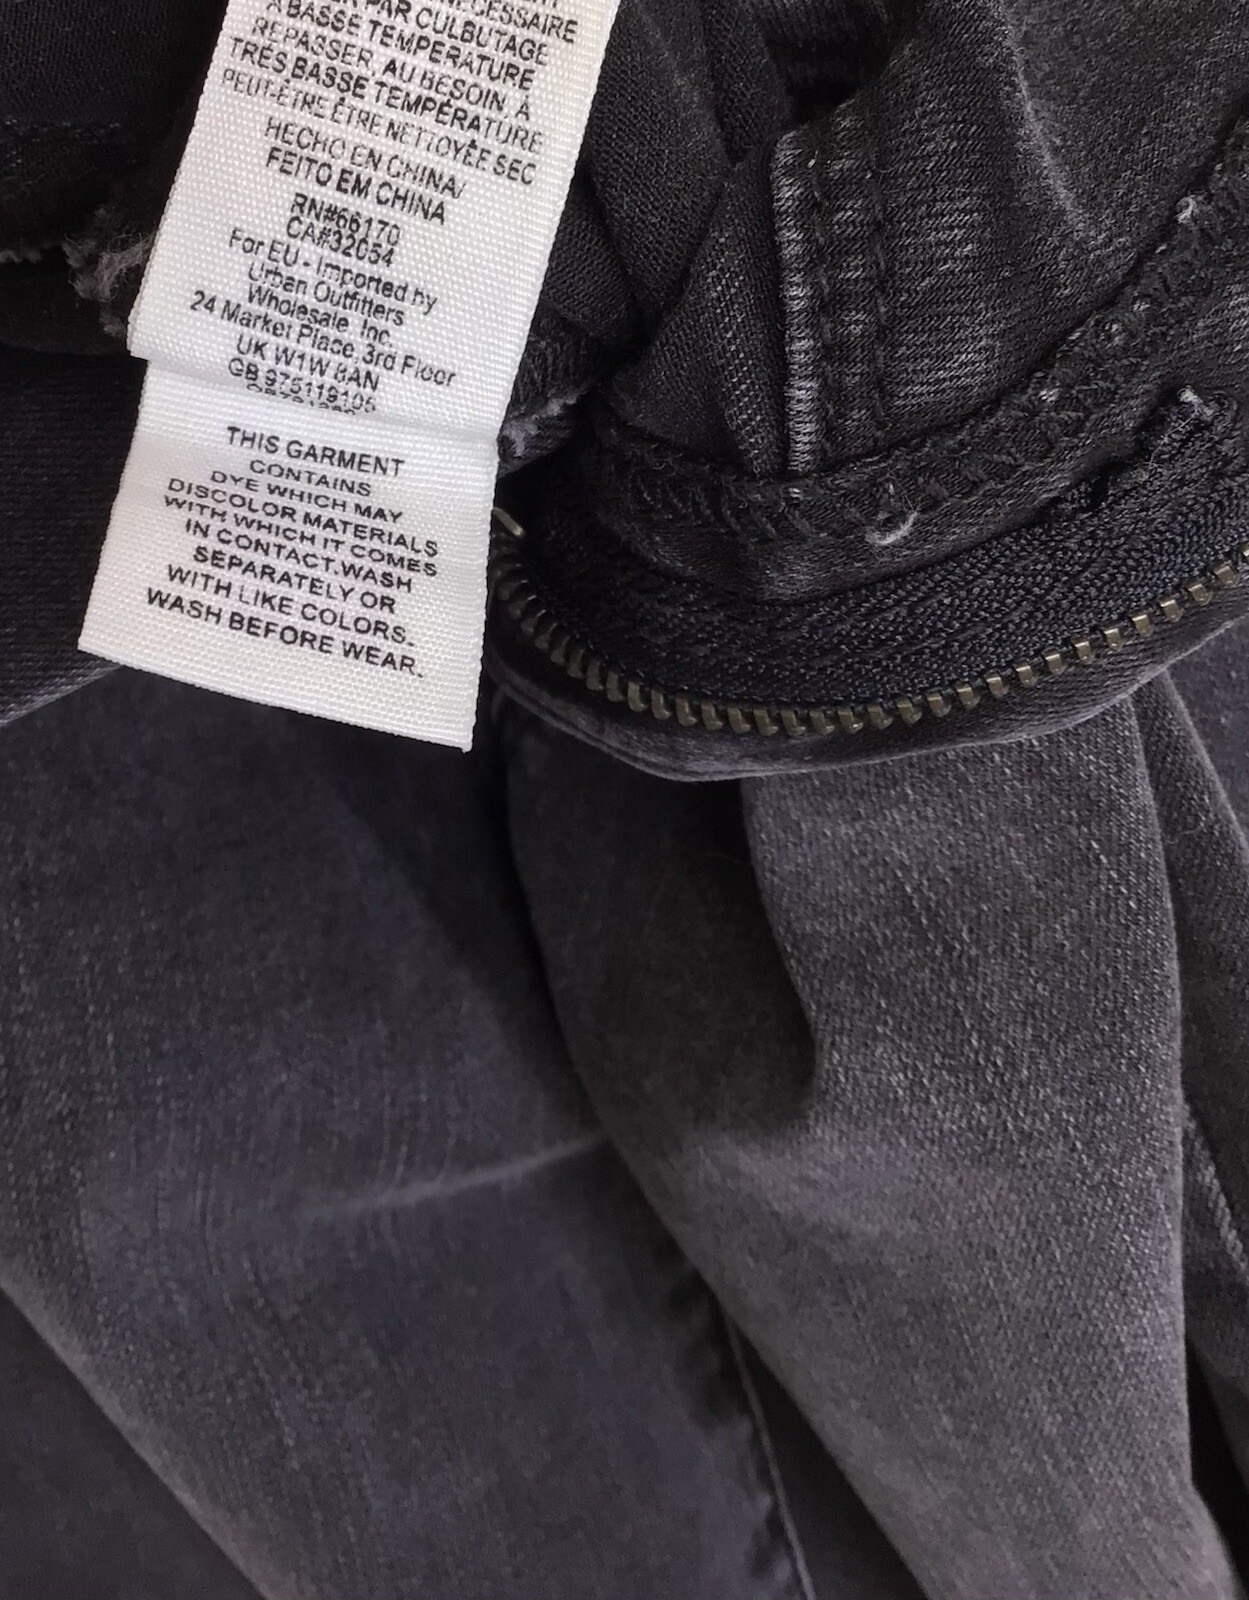 NÉCESSAIRE
PAR CULBUTAGE
À BASSE TEMPÉRATURE
REPASSER, AU BESOIN, À
TRÈS BASSE TEMPÉRATURE
PEUT-ÊTRE ÊTRE NETTOYÉE SEC
HECHO EN CHINA/
FEITO EM CHINA
RN#66170
CA#32054
For EU - Imported by
Urban Outfitters
Wholesale, Inc.
24 Market Place, 3rd Floor
UK W1W 8AN
GB 975119105
THIS GARMENT
CONTAINS
DYE WHICH MAY
DISCOLOR MATERIALS
WITH WHICH IT COMES
IN CONTACT.WASH
SEPARATELY OR
WITH LIKE COLORS.
WASH BEFORE WEAR.